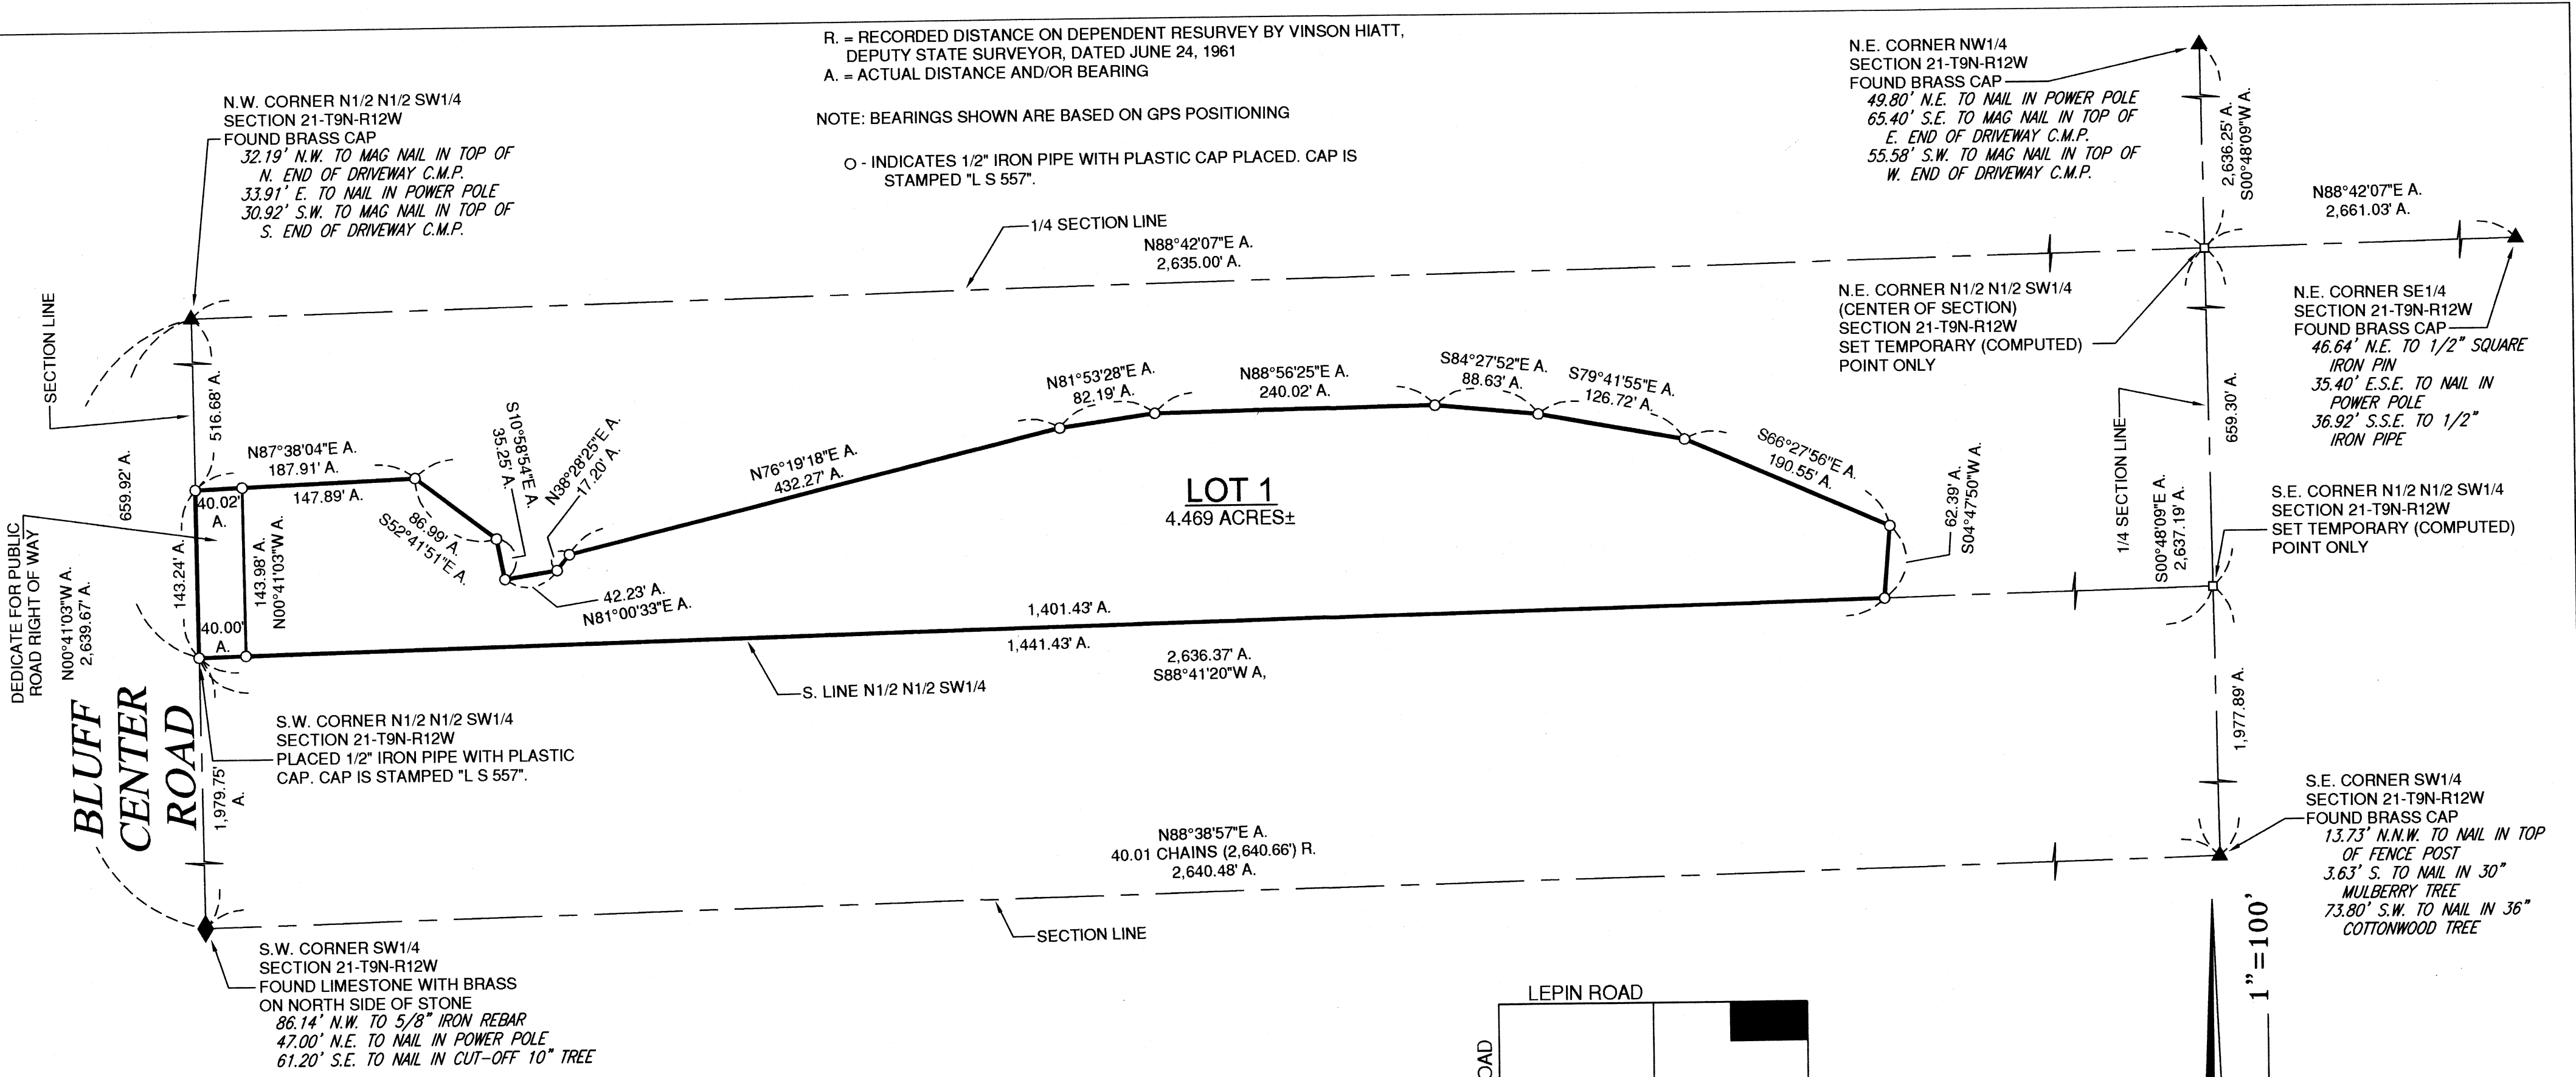 R. = RECORDED DISTANCE ON DEPENDENT RESURVEY BY VINSON HIATT,
DEPUTY STATE SURVEYOR, DATED JUNE 24, 1961
A. = ACTUAL DISTANCE AND/OR BEARING
NOTE: BEARINGS SHOWN ARE BASED ON GPS POSITIONING
O - INDICATES 1/2" IRON PIPE WITH PLASTIC CAP PLACED. CAP IS
STAMPED "L S 557".
N.W. CORNER N1/2 N1/2 SW1/4
SECTION 21-T9N-R12W
FOUND BRASS CAP
32.19' N.W. TO MAG NAIL IN TOP OF
N. END OF DRIVEWAY C.M.P.
33.91' E. TO NAIL IN POWER POLE
30.92' S.W. TO MAG NAIL IN TOP OF
S. END OF DRIVEWAY C.M.P.
N.E. CORNER NW1/4
SECTION 21-T9N-R12W
FOUND BRASS CAP
49.80' N.E. TO NAIL IN POWER POLE
65.40' S.E. TO MAG NAIL IN TOP OF
E. END OF DRIVEWAY C.M.P.
55.58' S.W. TO MAG NAIL IN TOP OF
W. END OF DRIVEWAY C.M.P.
2,636.25' A.
S00°48'09"W A.
N88°42'07"E A.
2,661.03' A.
1/4 SECTION LINE
N88°42'07"E A.
2,635.00' A.
N.E. CORNER N1/2 N1/2 SW1/4
(CENTER OF SECTION)
SECTION 21-T9N-R12W
SET TEMPORARY (COMPUTED)
POINT ONLY
N.E. CORNER SE1/4
SECTION 21-T9N-R12W
FOUND BRASS CAP
46.64' N.E. TO 1/2" SQUARE
IRON PIN
35.40' E.S.E. TO NAIL IN
POWER POLE
36.92' S.S.E. TO 1/2"
IRON PIPE
SECTION LINE
516.68' A.
659.92' A.
N87°38'04"E A.
187.91' A.
147.89' A.
40.02'
A.
S52°41'51"E A.
86.99' A.
S10°58'54"E A.
35.25' A.
N38°28'25"E A.
17.20' A.
42.23' A.
N81°00'33"E A.
N76°19'18"E A.
432.27' A.
N81°53'28"E A.
82.19' A.
N88°56'25"E A.
240.02' A.
S84°27'52"E A.
88.63' A.
S79°41'55"E A.
126.72' A.
S66°27'56"E A.
190.55' A.
62.39' A.
S04°47'50"W A.
LOT 1
4.469 ACRES±
1/4 SECTION LINE
659.30' A.
S00°48'09"E A.
2,637.19' A.
S.E. CORNER N1/2 N1/2 SW1/4
SECTION 21-T9N-R12W
SET TEMPORARY (COMPUTED)
POINT ONLY
DEDICATE FOR PUBLIC
ROAD RIGHT OF WAY
N00°41'03"W A.
2,639.67' A.
143.24' A.
143.98' A.
N00°41'03"W A.
40.00'
A.
1,401.43' A.
1,441.43' A.
2,636.37' A.
S88°41'20"W A,
S. LINE N1/2 N1/2 SW1/4
BLUFF
CENTER
ROAD
S.W. CORNER N1/2 N1/2 SW1/4
SECTION 21-T9N-R12W
PLACED 1/2" IRON PIPE WITH PLASTIC
CAP. CAP IS STAMPED "L S 557".
1,979.75'
A.
1,977.89' A.
N88°38'57"E A.
40.01 CHAINS (2,640.66') R.
2,640.48' A.
SECTION LINE
S.E. CORNER SW1/4
SECTION 21-T9N-R12W
FOUND BRASS CAP
13.73' N.N.W. TO NAIL IN TOP
OF FENCE POST
3.63' S. TO NAIL IN 30"
MULBERRY TREE
73.80' S.W. TO NAIL IN 36"
COTTONWOOD TREE
S.W. CORNER SW1/4
SECTION 21-T9N-R12W
FOUND LIMESTONE WITH BRASS
ON NORTH SIDE OF STONE
86.14' N.W. TO 5/8" IRON REBAR
47.00' N.E. TO NAIL IN POWER POLE
61.20' S.E. TO NAIL IN CUT-OFF 10" TREE
LEPIN ROAD
OAD
1"=100'